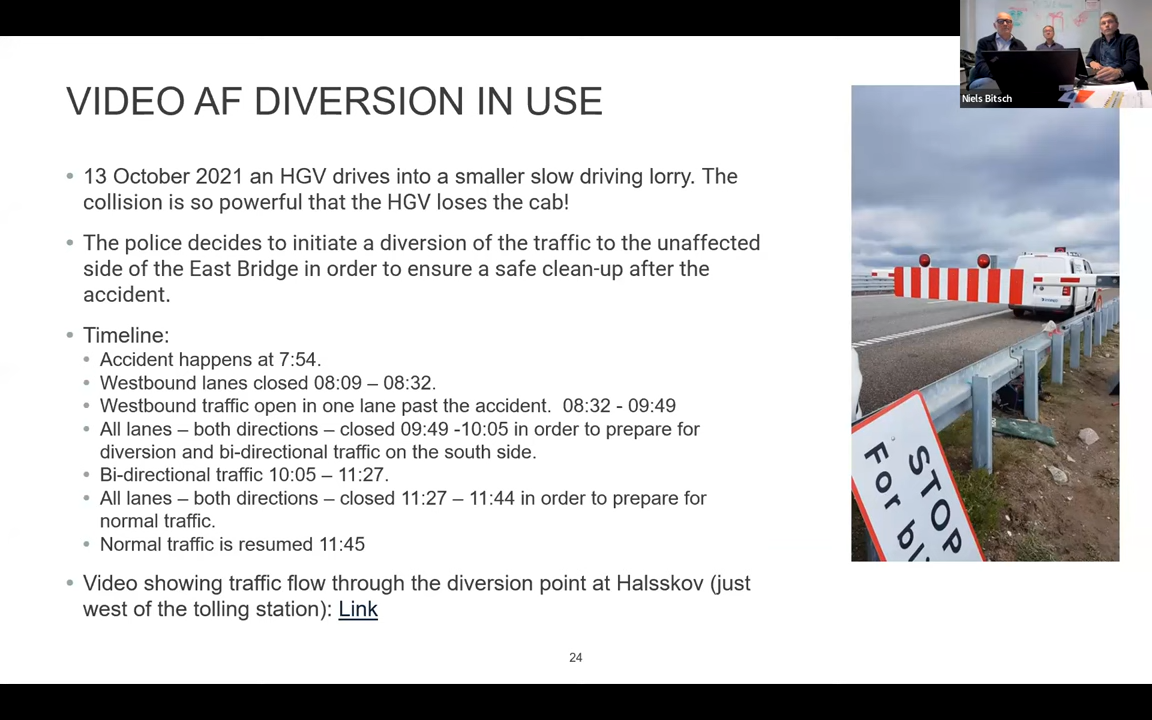 Niels Bitsch
VIDEO AF DIVERSION IN USE
• 13 October 2021 an HGV drives into a smaller slow driving lorry. The
collision is so powerful that the HGV loses the cab!
• The police decides to initiate a diversion of the traffic to the unaffected
side of the East Bridge in order to ensure a safe clean-up after the
accident.
• Timeline:
• Accident happens at 7:54.
• Westbound lanes closed 08:09 – 08:32.
• Westbound traffic open in one lane past the accident.  08:32 - 09:49
• All lanes – both directions – closed 09:49 -10:05 in order to prepare for
diversion and bi-directional traffic on the south side.
• Bi-directional traffic 10:05 – 11:27.
• All lanes – both directions – closed 11:27 – 11:44 in order to prepare for
normal traffic.
• Normal traffic is resumed 11:45
• Video showing traffic flow through the diversion point at Halsskov (just
west of the tolling station): Link
STOP
For
24